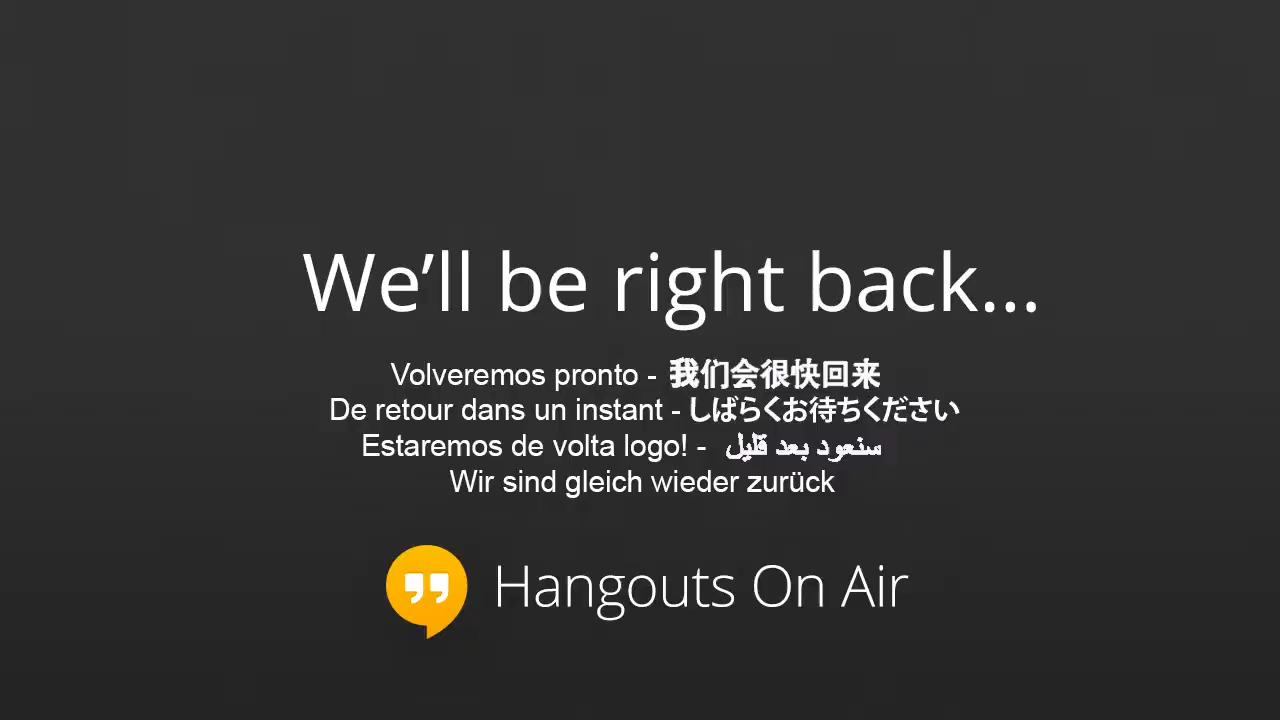 We’ll be right back...
Volveremos pronto - 我们会很快回来
De retour dans un instant - しばらくお待ちください
Estaremos de volta logo! - سنعود بعد قليل
Wir sind gleich wieder zurück
Hangouts On Air